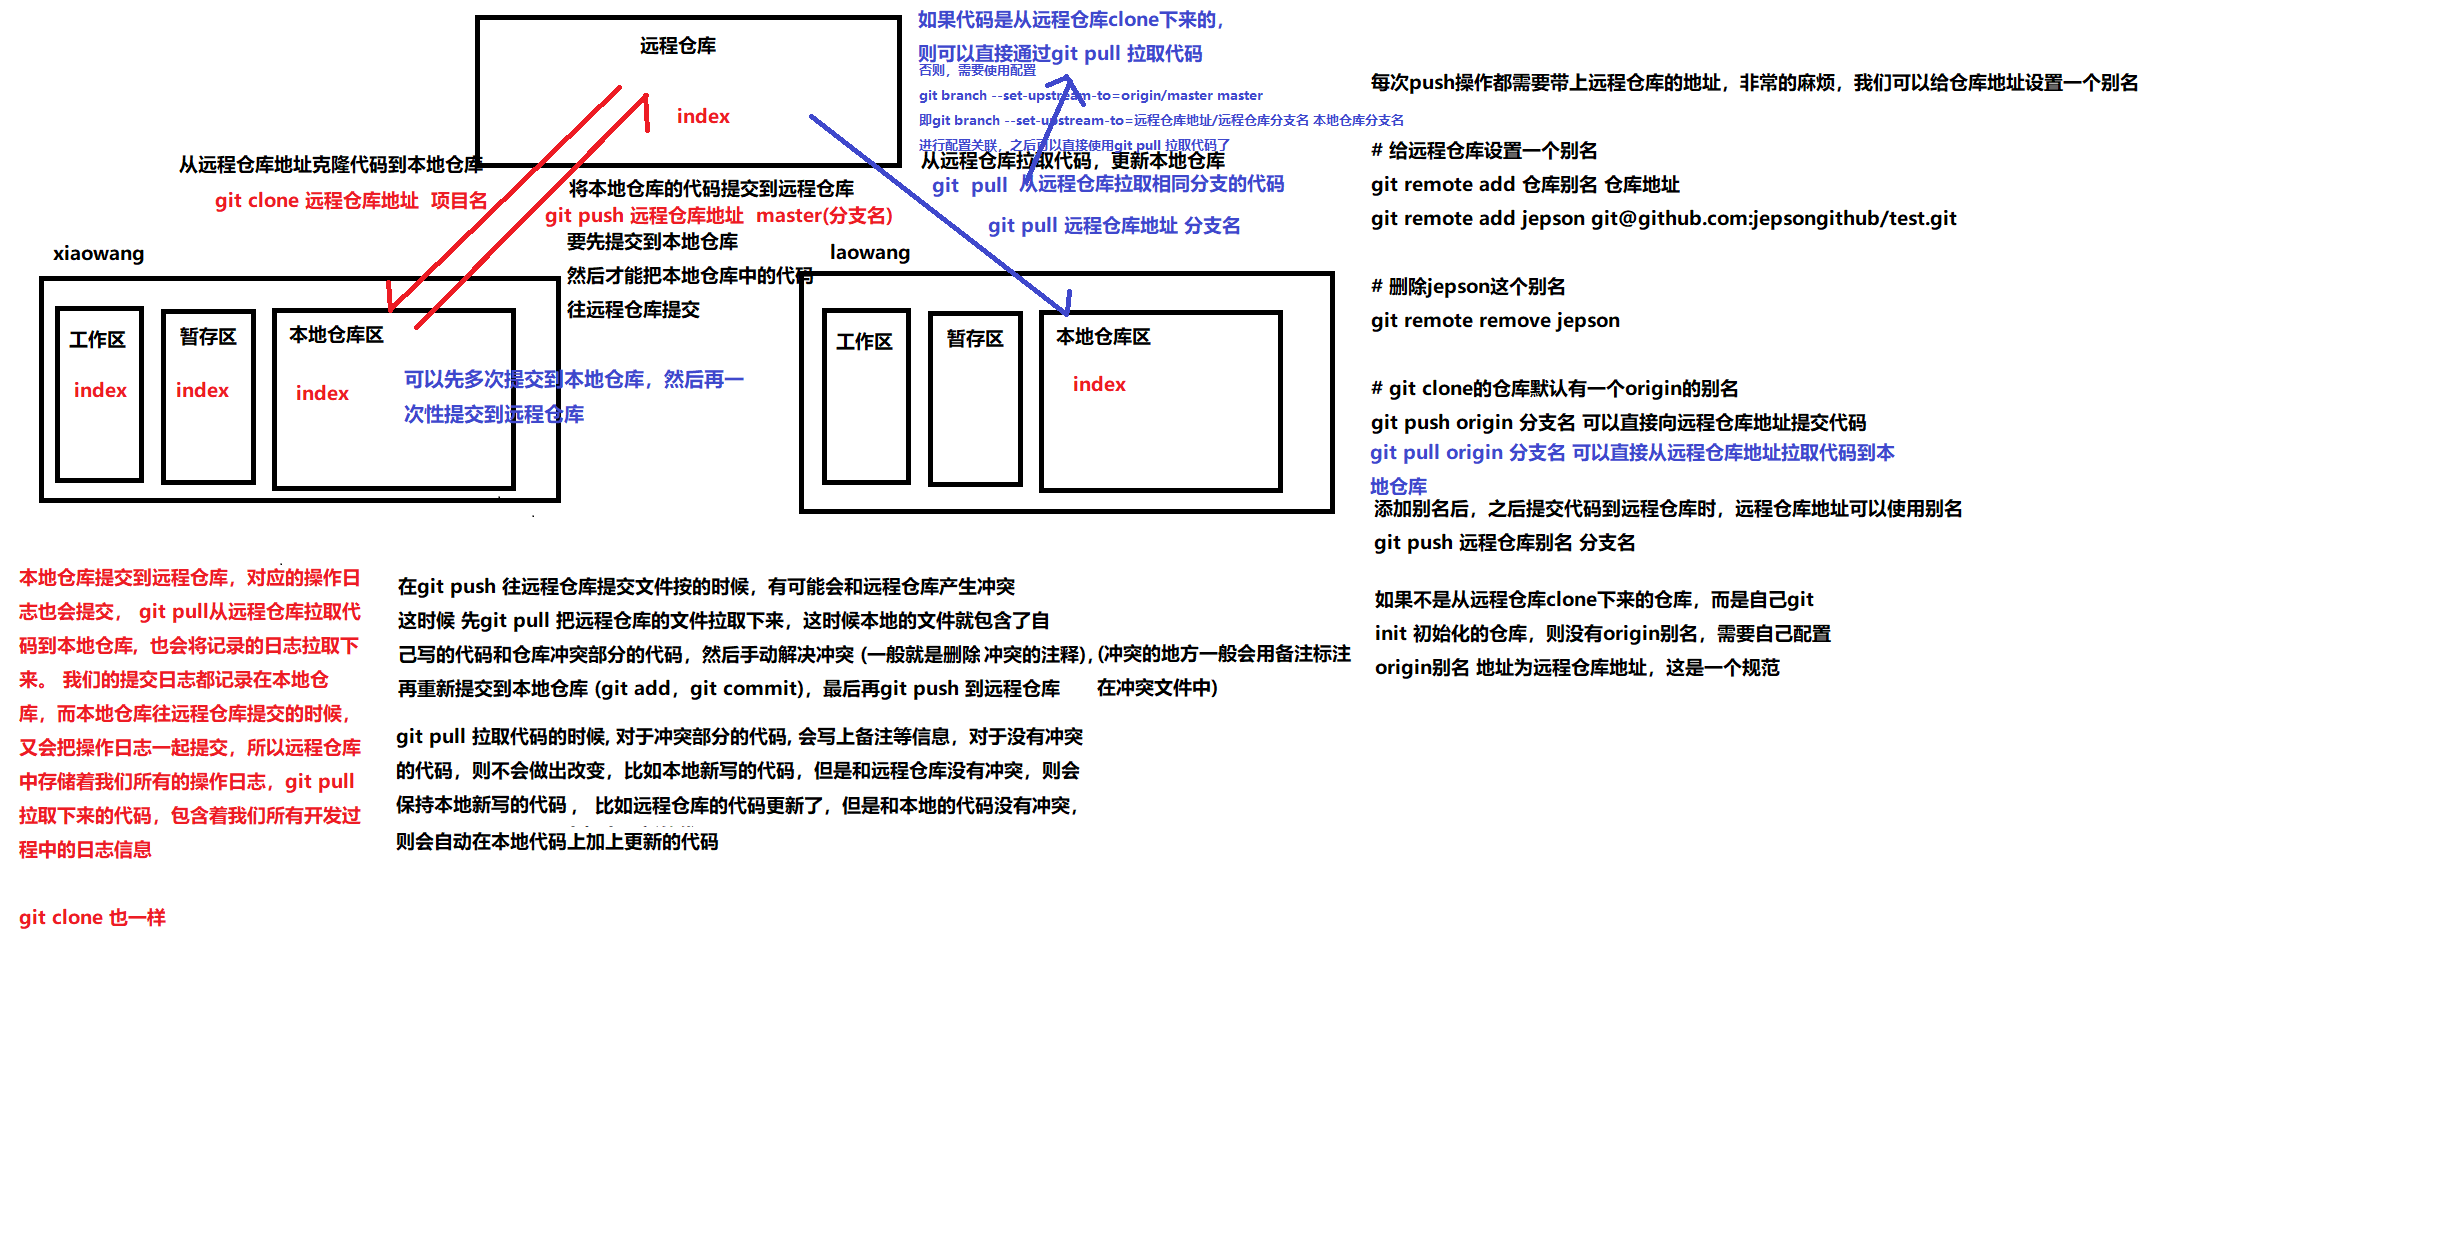 远程仓库
index
如果代码是从远程仓库clone下来的，
则可以直接通过git pull 拉取代码
否则，需要使用配置
git branch --set-upstream-to=origin/master master
即git branch --set-upstream-to=远程仓库地址/远程仓库分支名 本地仓库分支名
进行配置关联，之后可以直接使用git pull 拉取代码了
从远程仓库拉取代码，更新本地仓库
git  pull  从远程仓库拉取相同分支的代码
git pull 远程仓库地址 分支名
从远程仓库地址克隆代码到本地仓库
git clone 远程仓库地址  项目名
将本地仓库的代码提交到远程仓库
git push 远程仓库地址  master(分支名)
要先提交到本地仓库
然后才能把本地仓库中的代码
往远程仓库提交
xiaowang
工作区
index
暂存区
index
本地仓库区
index
可以先多次提交到本地仓库，然后再一
次性提交到远程仓库
laowang
工作区
暂存区
本地仓库区
index
每次push操作都需要带上远程仓库的地址，非常的麻烦，我们可以给仓库地址设置一个别名
# 给远程仓库设置一个别名
git remote add 仓库别名 仓库地址
git remote add jepson git@github.com:jepsongithub/test.git
# 删除jepson这个别名
git remote remove jepson
# git clone的仓库默认有一个origin的别名
git push origin 分支名 可以直接向远程仓库地址提交代码
git pull origin 分支名 可以直接从远程仓库地址拉取代码到本
地仓库
添加别名后，之后提交代码到远程仓库时，远程仓库地址可以使用别名
git push 远程仓库别名 分支名
如果不是从远程仓库clone下来的仓库，而是自己git
init 初始化的仓库，则没有origin别名，需要自己配置
origin别名 地址为远程仓库地址，这是一个规范
本地仓库提交到远程仓库，对应的操作日
志也会提交， git pull从远程仓库拉取代
码到本地仓库, 也会将记录的日志拉取下
来。 我们的提交日志都记录在本地仓
库，而本地仓库往远程仓库提交的时候，
又会把操作日志一起提交，所以远程仓库
中存储着我们所有的操作日志，git pull
拉取下来的代码，包含着我们所有开发过
程中的日志信息
git clone 也一样
在git push 往远程仓库提交文件按的时候，有可能会和远程仓库产生冲突
这时候 先git pull 把远程仓库的文件拉取下来，这时候本地的文件就包含了自
己写的代码和仓库冲突部分的代码，然后手动解决冲突 (一般就是删除 冲突的注释)，
再重新提交到本地仓库 (git add，git commit)，最后再git push 到远程仓库
(冲突的地方一般会用备注标注
在冲突文件中)
git pull 拉取代码的时候, 对于冲突部分的代码, 会写上备注等信息，对于没有冲突
的代码，则不会做出改变，比如本地新写的代码，但是和远程仓库没有冲突，则会
保持本地新写的代码 ， 比如远程仓库的代码更新了，但是和本地的代码没有冲突，
则会自动在本地代码上加上更新的代码